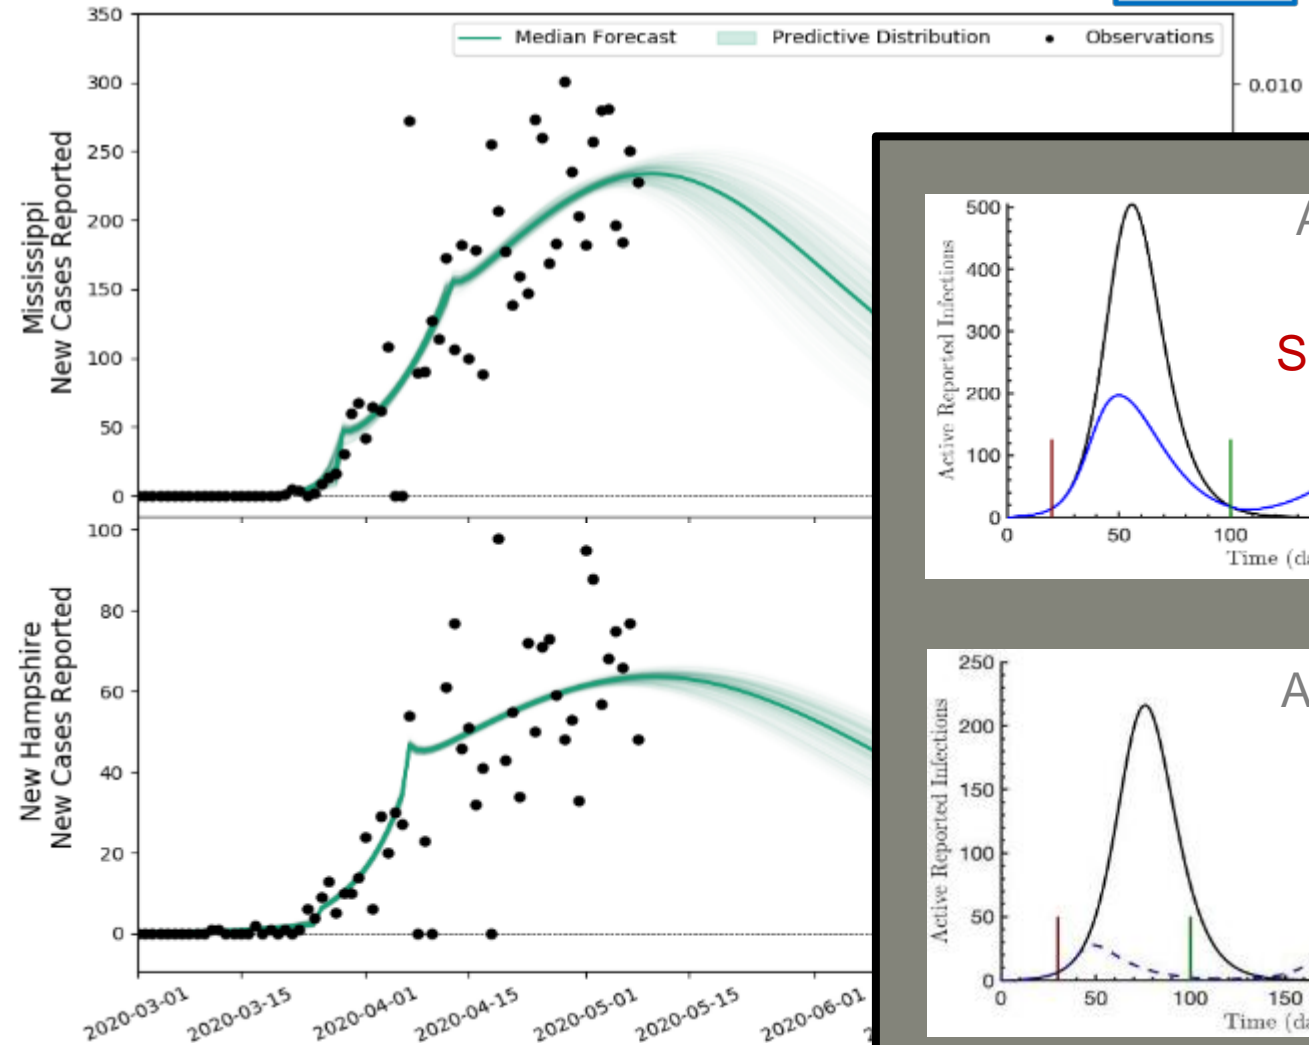 350
300
250
200
150
100
50
0
Mississippi
New Cases Reported
Median Forecast
Predictive Distribution
Observations
0.010
100
80
60
40
20
0
New Hampshire
New Cases Reported
2020-03-01
2020-03-15
2020-04-01
2020-04-15
2020-05-01
2020-05-15
2020-06-01
A
S
500
400
300
200
100
0
Active Reported Infections
0
50
100
Time (da
A
250
200
150
100
50
0
Active Reported Infections
0
50
100
150
Time (da